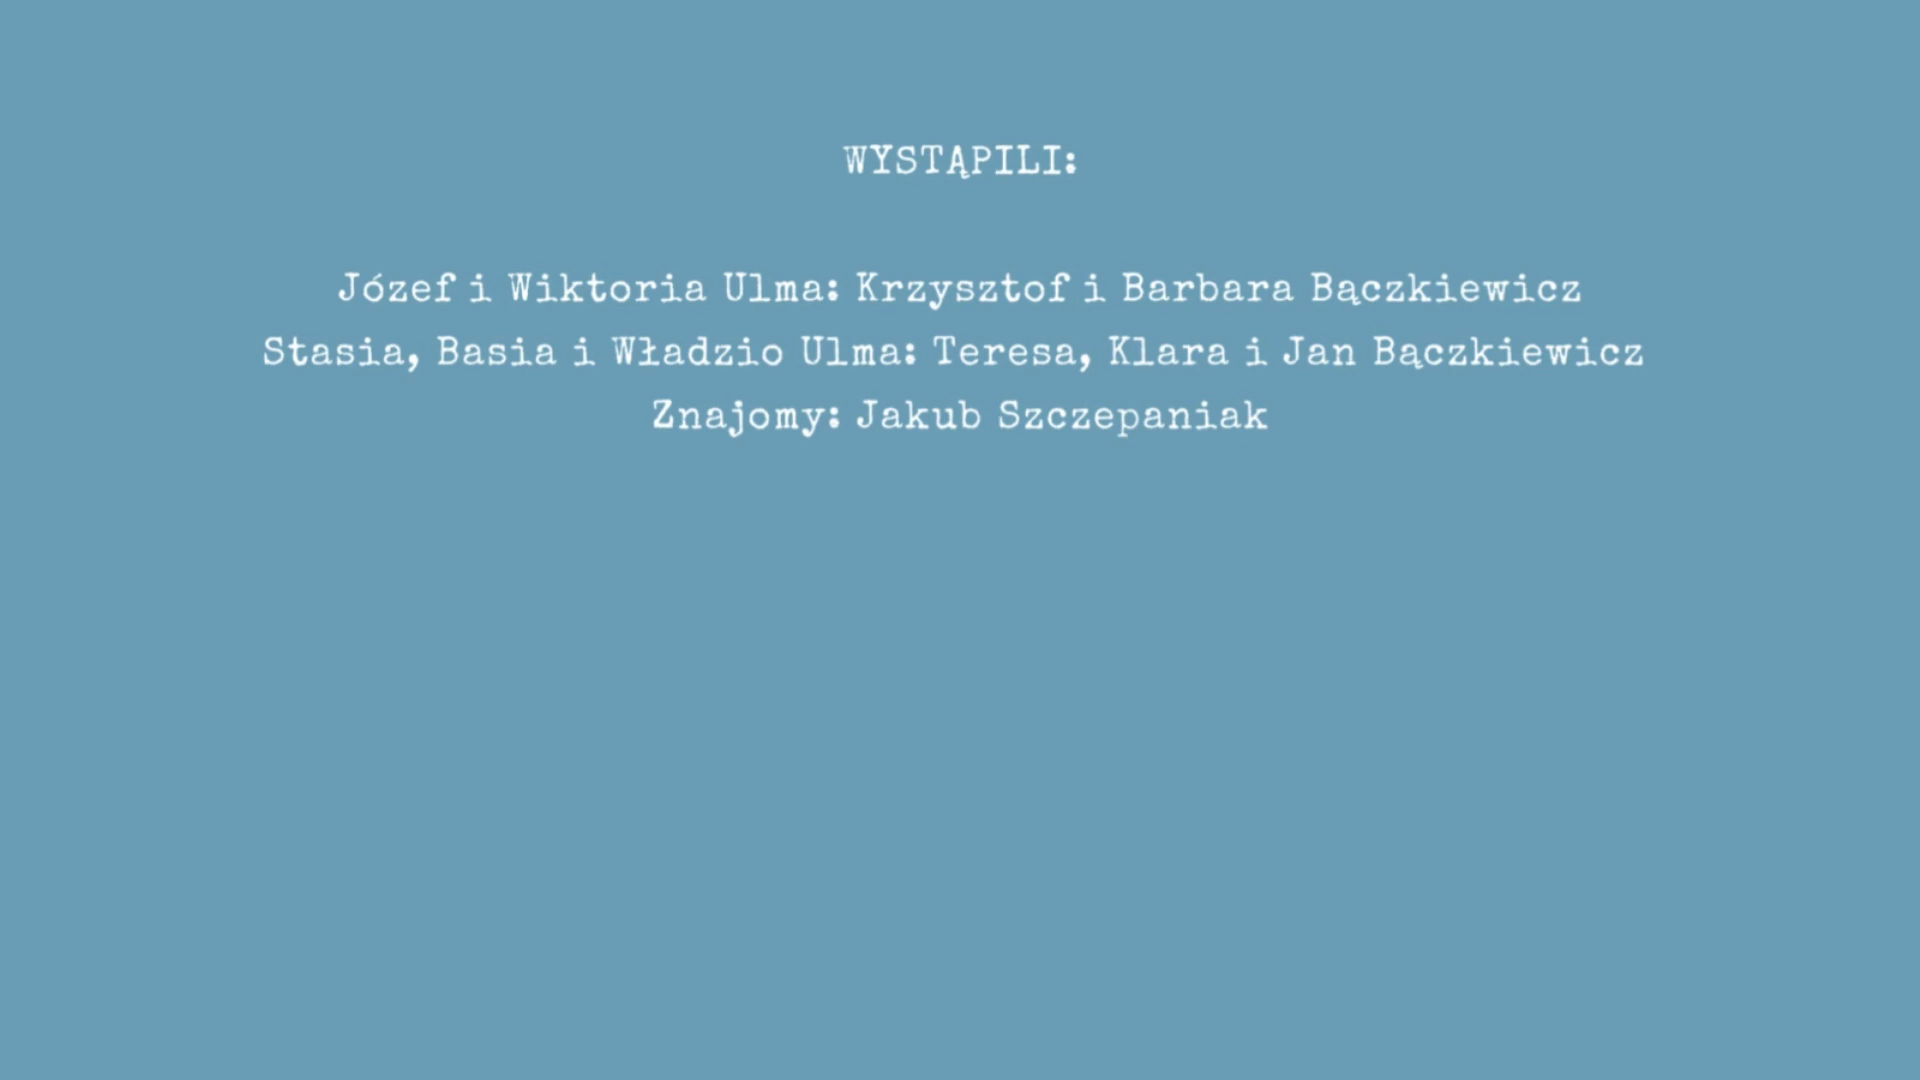 WYSTĄPILI:
Józef i Wiktoria Ulma: Krzysztof i Barbara Bączkiewicz
Stasia, Basia i Władzio Ulma: Teresa, Klara i Jan Bączkiewicz
Znajomy: Jakub Szczepaniak